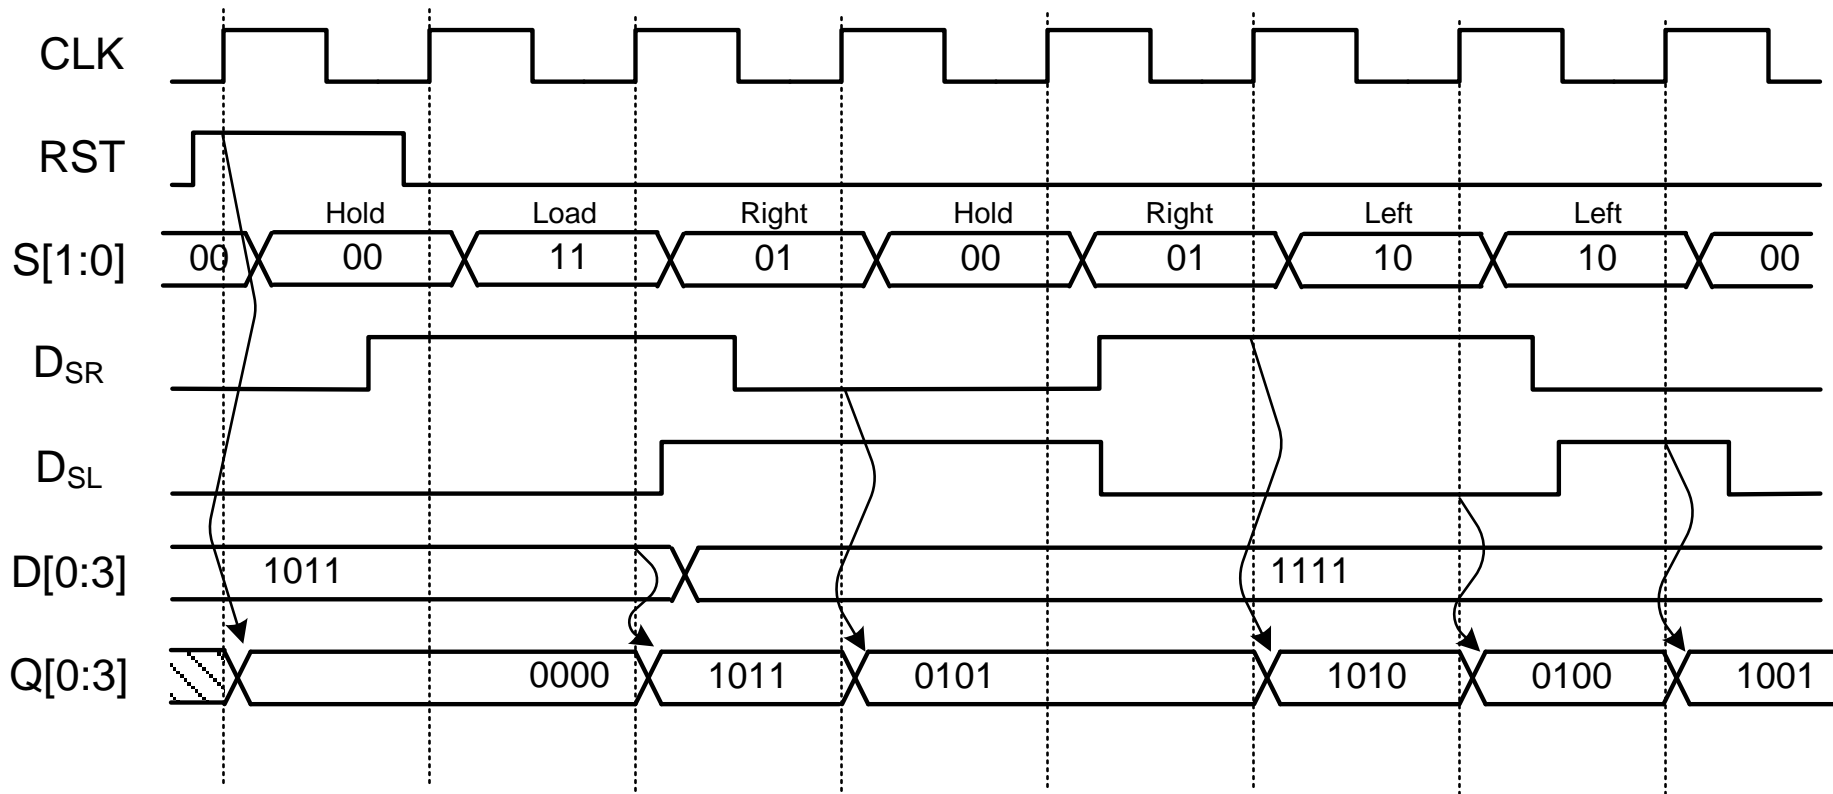 CLK
RST
Hold Load Right Hold Right Left Left
S[1:0] 00 00 11 01 00 01 10 10 00
DSR
DSL
D[0:3] 1011 1111
Q[0:3] 0000 1011 0101 1010 0100 1001